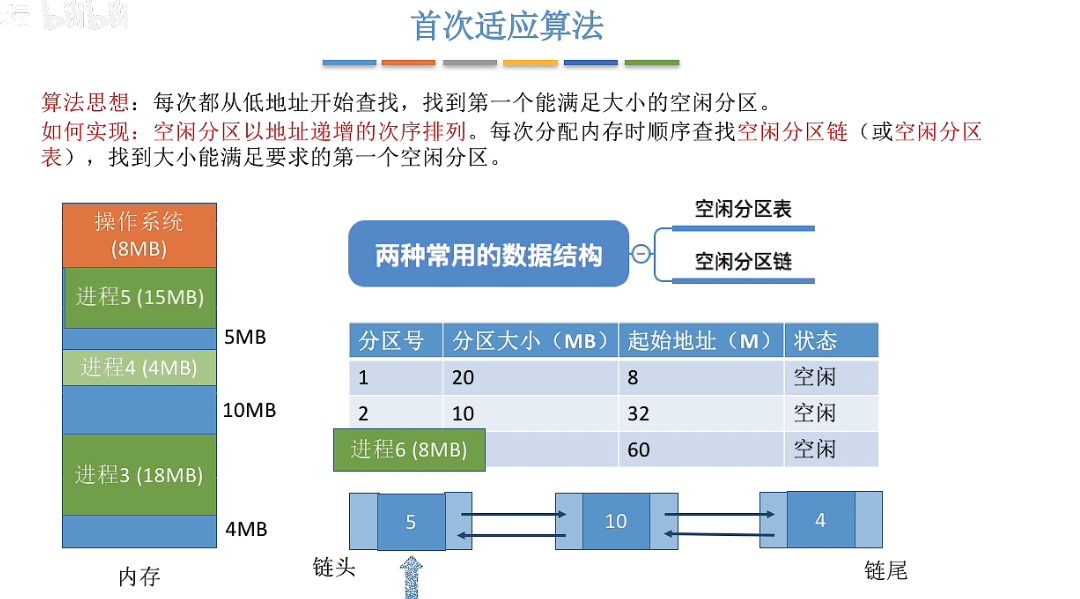 首次适应算法
算法思想：每次都从低地址开始查找，找到第一个能满足大小的空闲分区。
如何实现：空闲分区以地址递增的次序排列。每次分配内存时顺序查找空闲分区链（或空闲分区
表），找到大小能满足要求的第一个空闲分区。
操作系统
(8MB)
进程5 (15MB)
5MB
进程4 (4MB)
10MB
进程3 (18MB)
4MB
内存
两种常用的数据结构
空闲分区表
空闲分区链
分区号 分区大小（MB） 起始地址（M） 状态
1 20 8 空闲
2 10 32 空闲
进程6 (8MB) 60 空闲
5 10 4
链头 链尾
bilibili